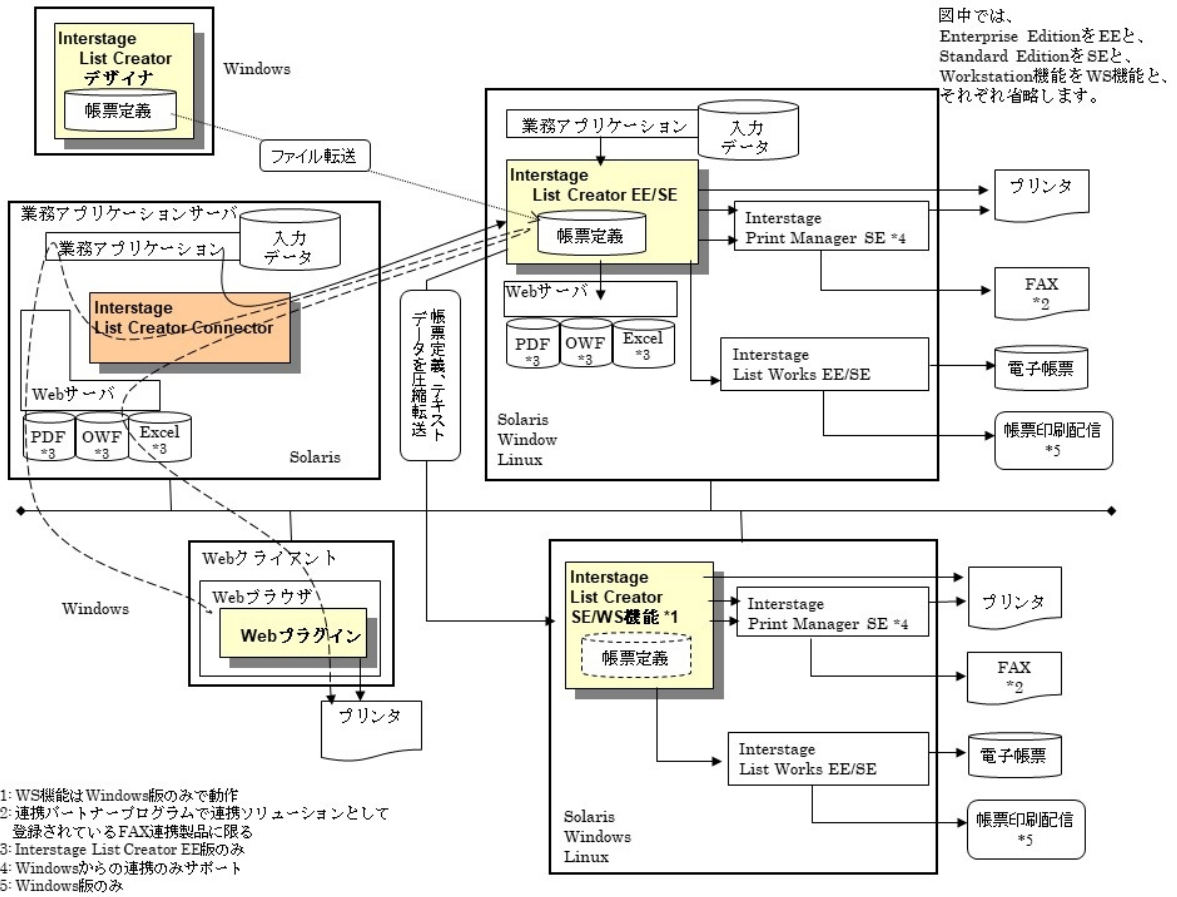 図中では、
Enterprise EditionをEEと、
Standard EditionをSEと、
Workstation機能をWS機能と、
それぞれ省略します。
Interstage
List Creator
デザイナ
帳票定義
Windows
ファイル転送
業務アプリケーションサーバ
業務アプリケーション
入力
データ
Interstage
List Creator Connector
Webサーバ
PDF
*3
OWF
*3
Excel
*3
Solaris
業務アプリケーション
入力
データ
Interstage
List Creator EE/SE
帳票定義
Webサーバ
PDF
*3
OWF
*3
Excel
*3
Interstage
Print Manager SE *4
Interstage
List Works EE/SE
Solaris
Window
Linux
プリンタ
FAX
*2
電子帳票
帳票印刷配信
*5
帳票定義、テキスト
データを圧縮転送
Webクライアント
Webブラウザ
Webプラグイン
Windows
プリンタ
Interstage
List Creator
SE/WS機能 *1
帳票定義
Interstage
Print Manager SE *4
Interstage
List Works EE/SE
Solaris
Windows
Linux
プリンタ
FAX
*2
電子帳票
帳票印刷配信
*5
1: WS機能はWindows版のみで動作
2: 連携パートナープログラムで連携ソリューションとして
登録されているFAX連携製品に限る
3: Interstage List Creator EE版のみ
4: Windowsからの連携のみサポート
5: Windows版のみ